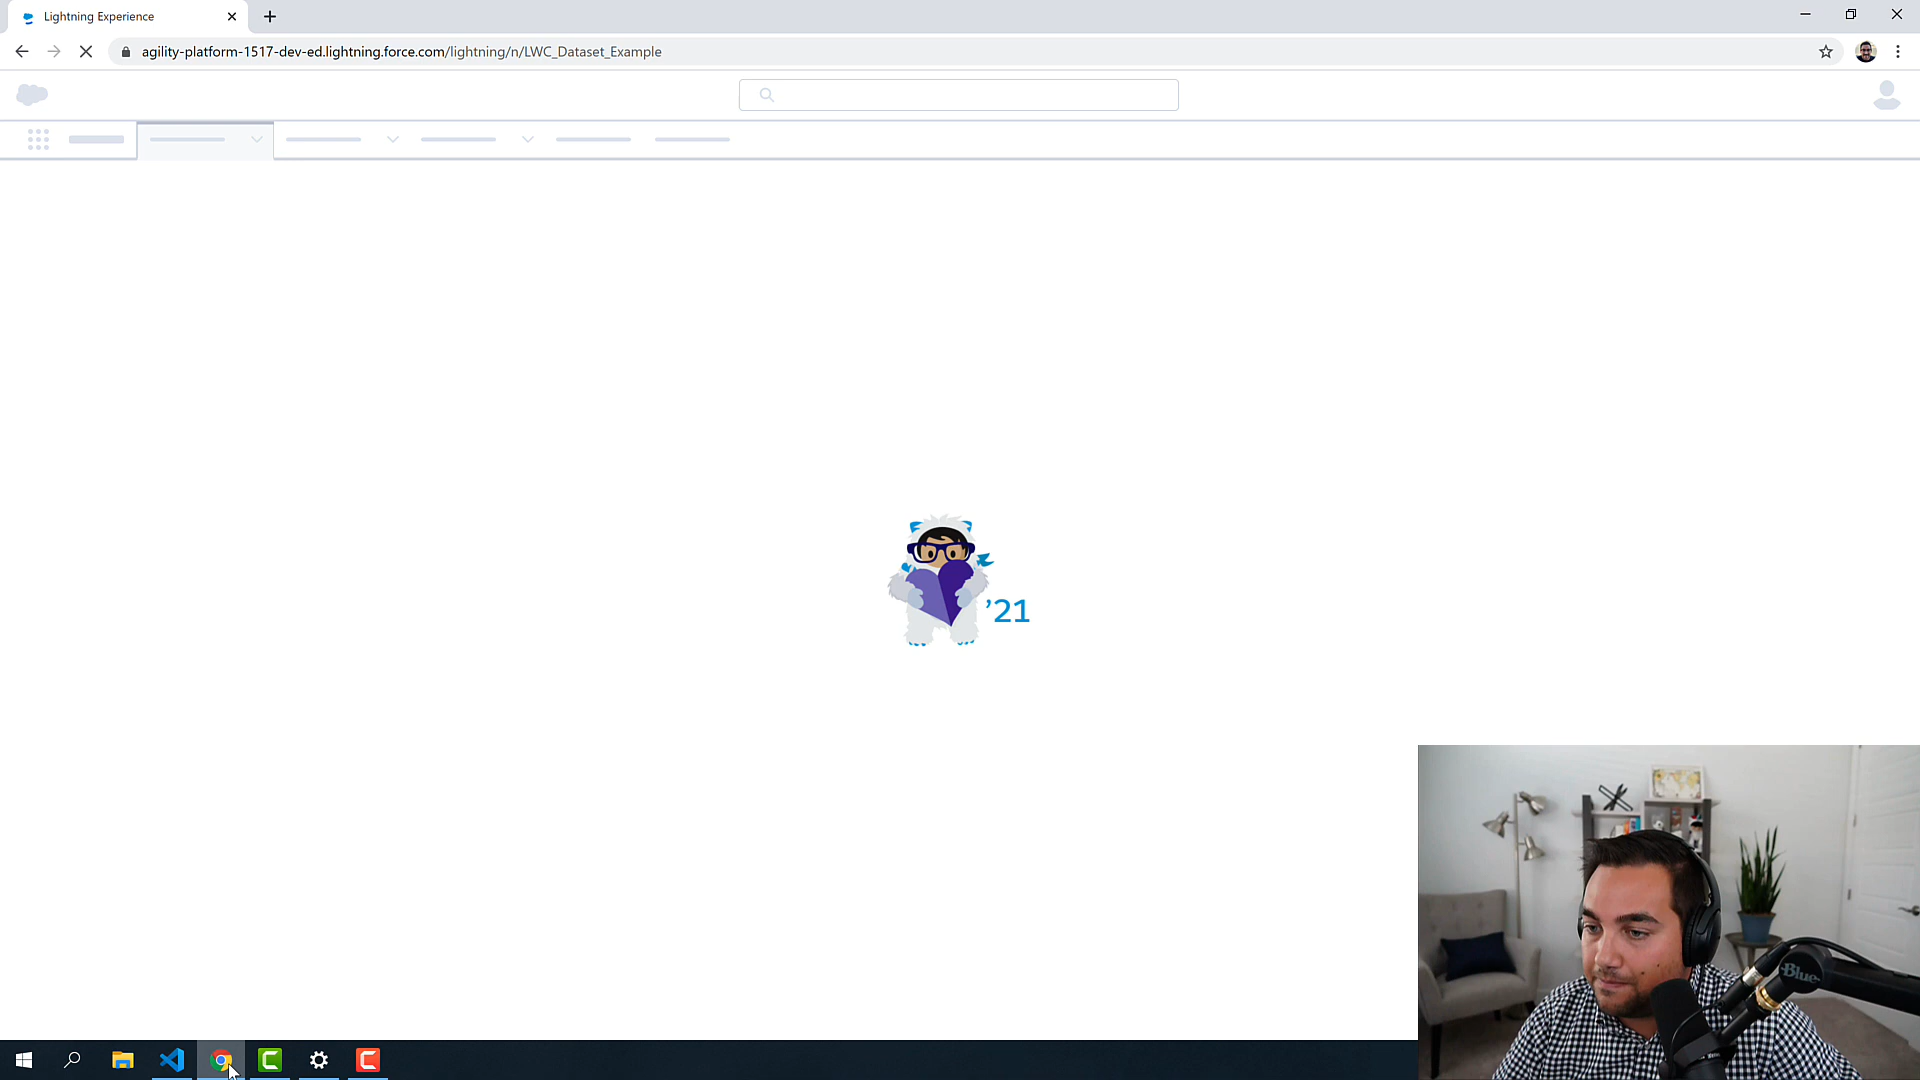 Lightning Experience
agility-platform-1517-dev-ed.lightning.force.com/lightning/n/LWC_Dataset_Example
’21
Blue